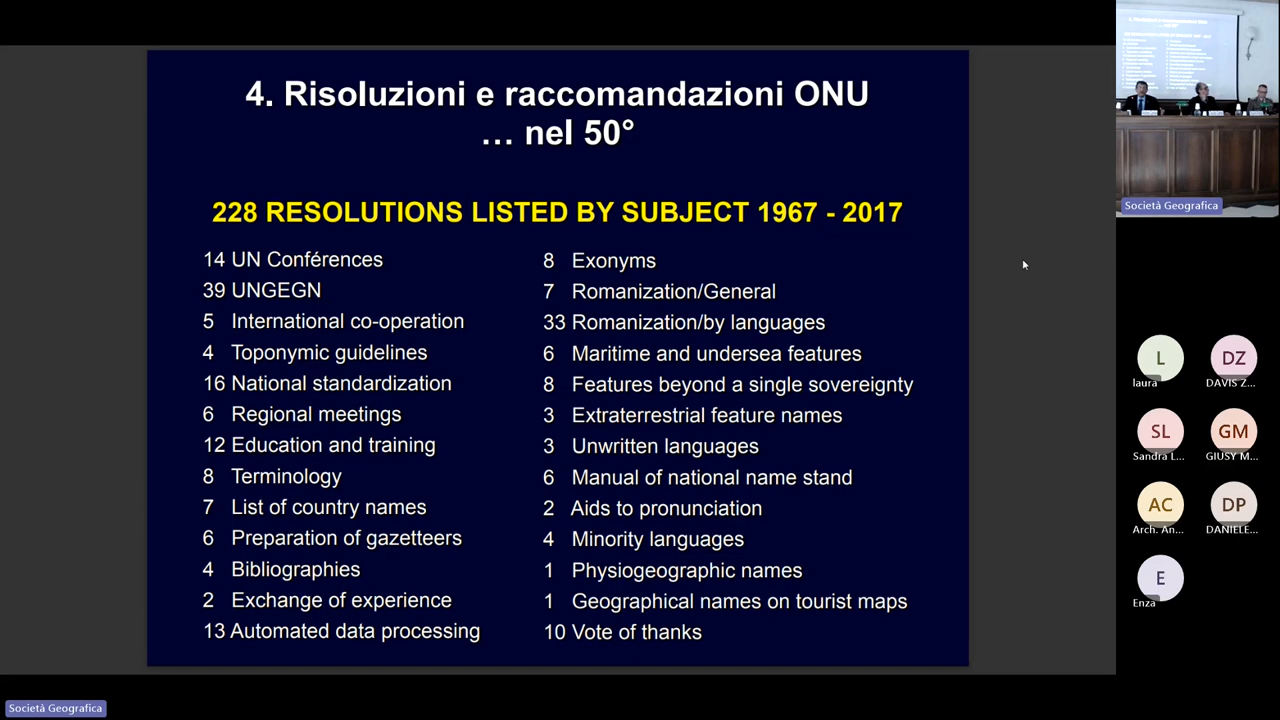 4. Risoluzioni e raccomandazioni ONU
… nel 50°
228 RESOLUTIONS LISTED BY SUBJECT 1967 - 2017
14 UN Conférences
39 UNGEGN
5 International co-operation
4 Toponymic guidelines
16 National standardization
6 Regional meetings
12 Education and training
8 Terminology
7 List of country names
6 Preparation of gazetteers
4 Bibliographies
2 Exchange of experience
13 Automated data processing
8 Exonyms
7 Romanization/General
33 Romanization/by languages
6 Maritime and undersea features
8 Features beyond a single sovereignty
3 Extraterrestrial feature names
3 Unwritten languages
6 Manual of national name stand
2 Aids to pronunciation
4 Minority languages
1 Physiogeographic names
1 Geographical names on tourist maps
10 Vote of thanks
Società Geografica
L
laura
DZ
DAVIS Z...
SL
Sandra L...
GM
GIUSY M...
AC
Arch. An...
DP
DANIELE...
E
Enza
Società Geografica